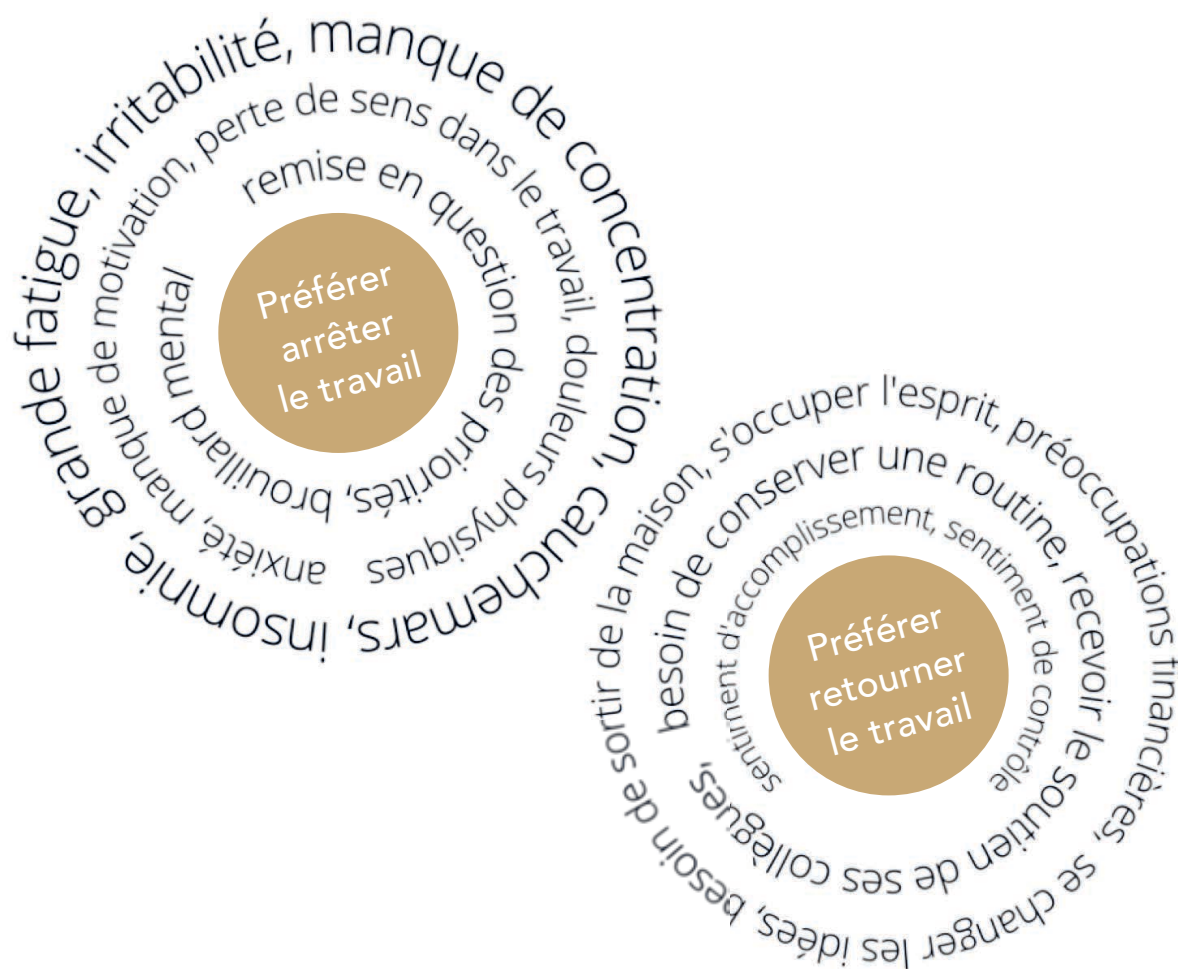 grande fatigue, irritabilité, manque de concentration, cauchemars, insomnie,
anxiété, manque de motivation, perte de sens dans le travail, douleurs physiques
remise en question des priorités, brouillard mental
Préférer
arrêter
le travail
besoin de sortir de la maison, s'occuper l'esprit, préoccupations financières, se changer les idées,
besoin de conserver une routine, recevoir le soutien de ses collègues,
sentiment d'accomplissement, sentiment de contrôle
Préférer
retourner
le travail